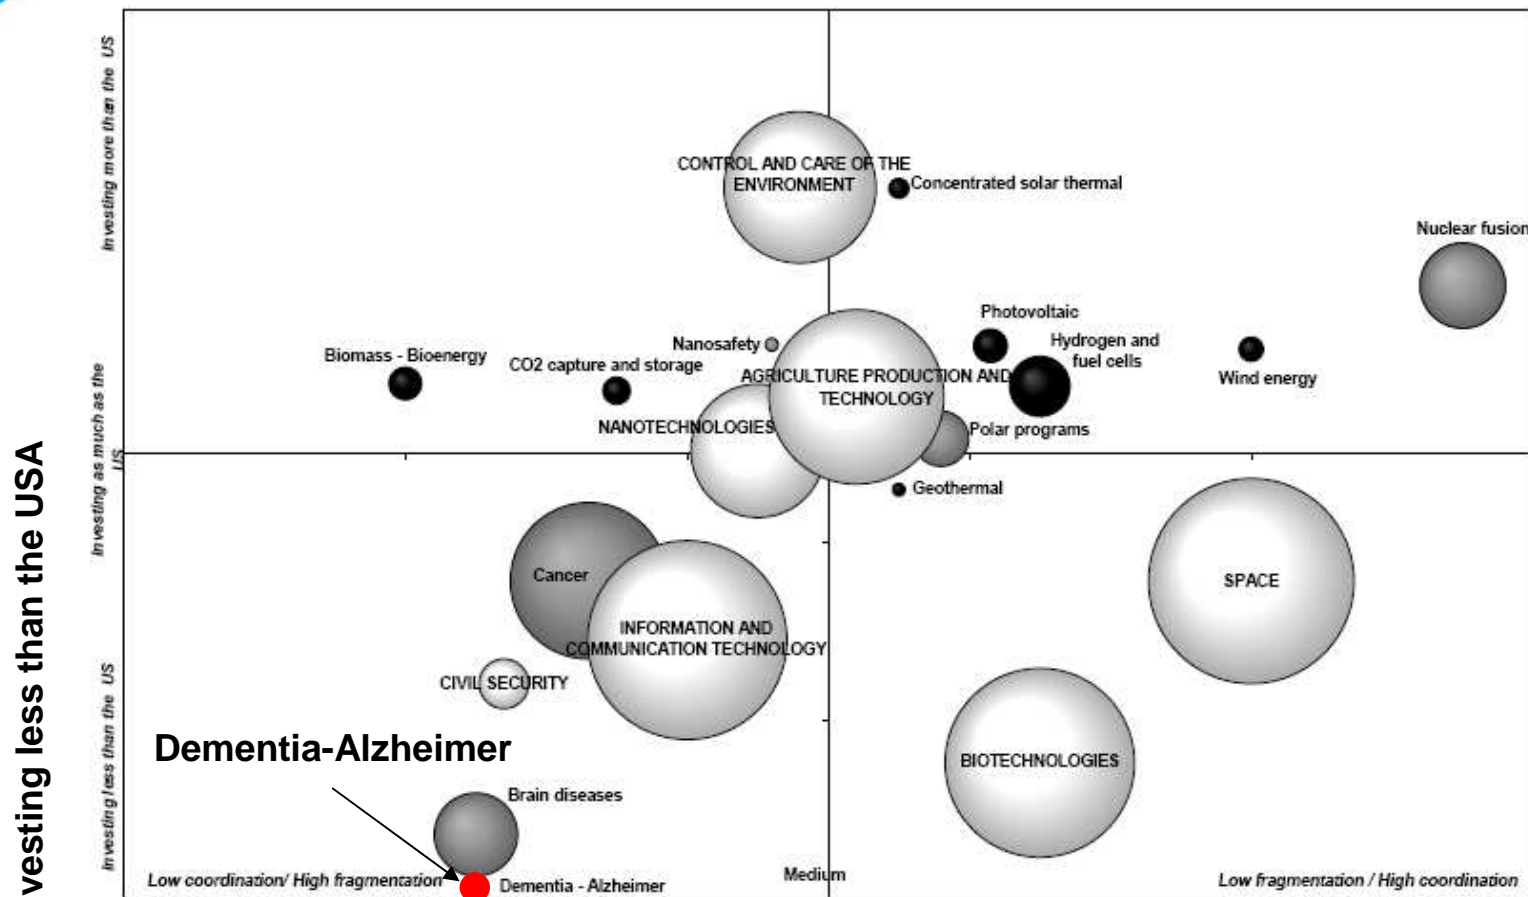 Investing more than the US
CONTROL AND CARE OF THE
ENVIRONMENT
Concentrated solar thermal
Nuclear fusion
Photovoltaic
Nanosafety
Hydrogen and
fuel cells
Biomass - Bioenergy
CO2 capture and storage
AGRICULTURE PRODUCTION AND
TECHNOLOGY
Wind energy
NANOTECHNOLOGIES
Polar programs
Investing as much as the
US
Geothermal
vesting less than the USA
Cancer
SPACE
INFORMATION AND
COMMUNICATION TECHNOLOGY
CIVIL SECURITY
Investing less than the US
Dementia-Alzheimer
BIOTECHNOLOGIES
Brain diseases
Medium
Low coordination/ High fragmentation
Dementia - Alzheimer
Low fragmentation / High coordination